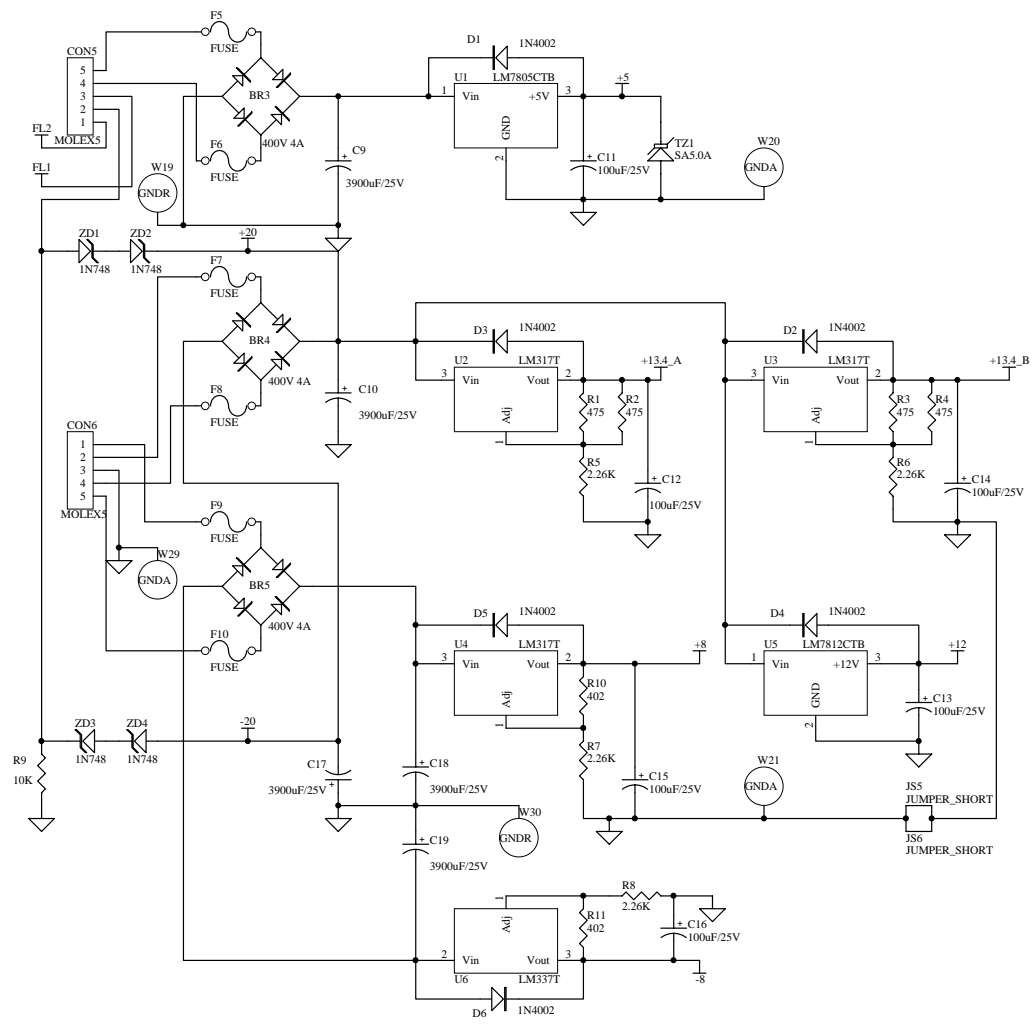 F5
FUSE
CON5
5
4
3
2
1
MOLEX5
FL2
FL1
BR3
400V 4A
F6
FUSE
W19
GNDR
C9
3900uF/25V
D1
1N4002
U1
LM7805CTB
1
Vin
+5V
3
GND
2
+5
C11
100uF/25V
TZ1
SA5.0A
W20
GNDA
ZD1
1N748
ZD2
1N748
+20
F7
FUSE
BR4
400V 4A
F8
FUSE
C10
3900uF/25V
D3
1N4002
U2
LM317T
3
Vin
Vout
2
Adj
1
+13.4_A
R1
475
R2
475
R5
2.26K
C12
100uF/25V
D2
1N4002
U3
LM317T
3
Vin
Vout
2
Adj
1
+13.4_B
R3
475
R4
475
R6
2.26K
C14
100uF/25V
CON6
1
2
3
4
5
MOLEX5
W29
GNDA
F9
FUSE
BR5
400V 4A
F10
FUSE
D5
1N4002
U4
LM317T
3
Vin
Vout
2
Adj
1
+8
R10
402
R7
2.26K
C15
100uF/25V
D4
1N4002
U5
LM7812CTB
1
Vin
+12V
3
GND
2
+12
C13
100uF/25V
ZD3
1N748
ZD4
1N748
-20
R9
10K
C17
3900uF/25V
C18
3900uF/25V
C19
3900uF/25V
W30
GNDR
W21
GNDA
JS5
JUMPER_SHORT
JS6
JUMPER_SHORT
R8
2.26K
1
Adj
R11
402
C16
100uF/25V
2
Vin
Vout
3
U6
LM337T
-8
D6
1N4002